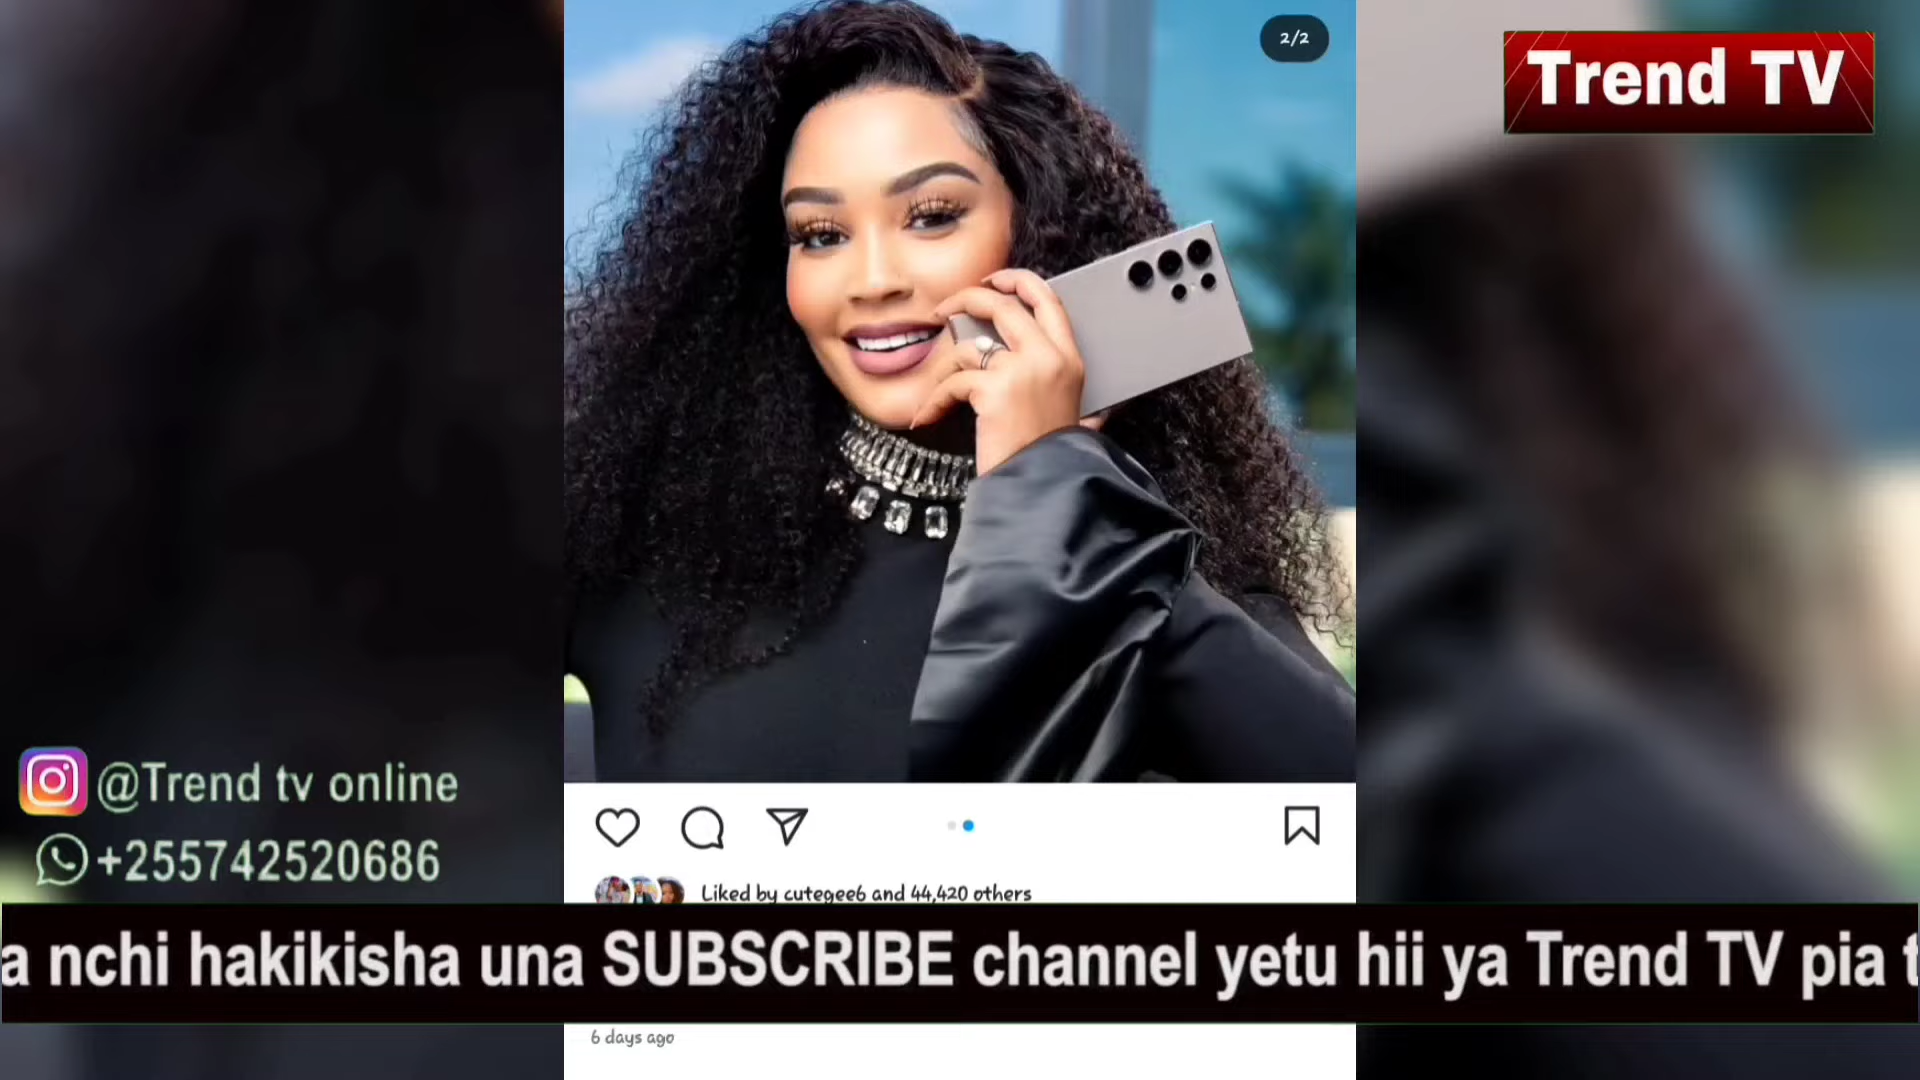 2/2
Trend TV
@Trend tv online
+255742520686
Liked by cutegee6 and 44,420 others
a nchi hakikisha una SUBSCRIBE channel yetu hii ya Trend TV pia t
6 days ago